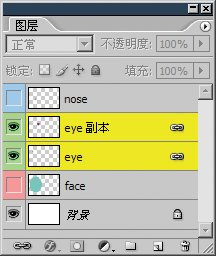 图层
正常 不透明度: 100%
锁定: 填充: 100%
nose
eye 副本
eye
face
背景